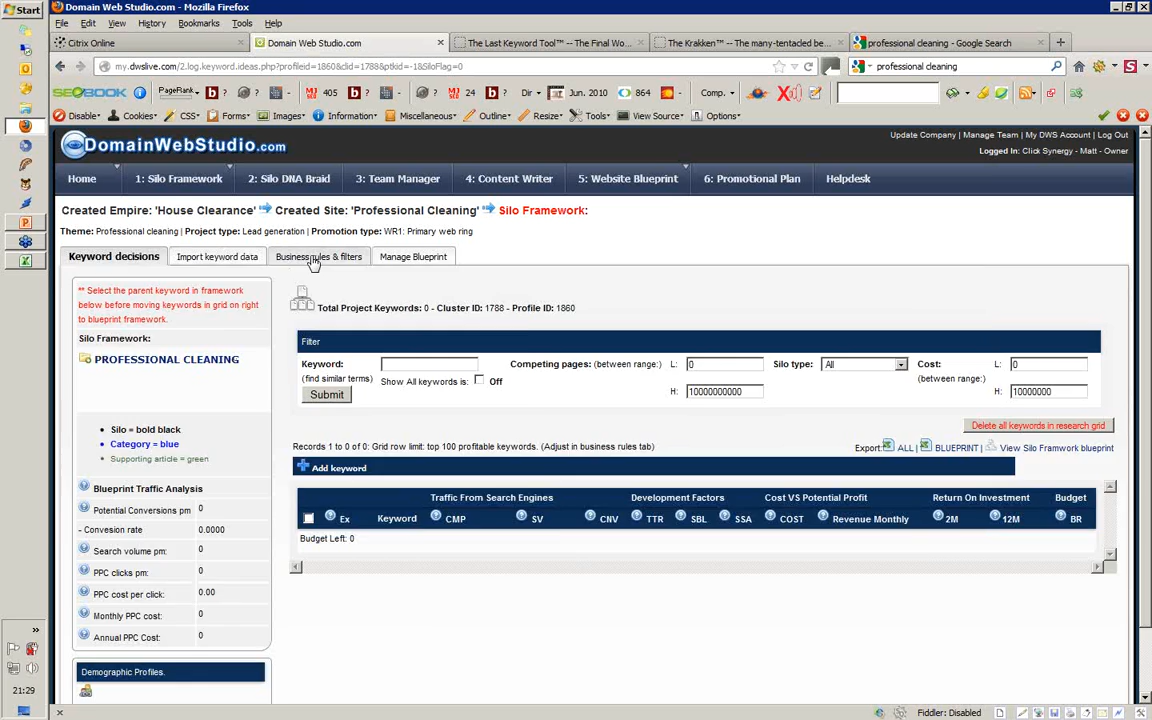 Start
Domain Web Studio.com - Mozilla Firefox
File Edit View History Bookmarks Tools Help
Citrix Online
Domain Web Studio.com
The Last Keyword Tool™ -- The Final Wo...
The Krakken™ -- The many-tentacled be...
professional cleaning - Google Search
my.dwslive.com/2.log.keyword.ideas.php?profileid=1860&clid=1788&ptkid=-1&SiloFlag=0
professional cleaning
SEOBOOK PageRank 405 24 Dir Jun. 2010 864 Comp.
Disable Cookies CSS Forms Images Information Miscellaneous Outline Resize Tools View Source Options
DomainWebStudio.com
Update Company | Manage Team | My DWS Account | Log Out
Logged In: Click Synergy - Matt - Owner
Home 1: Silo Framework 2: Silo DNA Braid 3: Team Manager 4: Content Writer 5: Website Blueprint 6: Promotional Plan Helpdesk
Created Empire: 'House Clearance' Created Site: 'Professional Cleaning' Silo Framework:
Theme: Professional cleaning | Project type: Lead generation | Promotion type: WR1: Primary web ring
Keyword decisions Import keyword data Business rules & filters Manage Blueprint
** Select the parent keyword in framework
below before moving keywords in grid on right
to blueprint framework.
Silo Framework:
PROFESSIONAL CLEANING
Silo = bold black
Category = blue
Supporting article = green
Blueprint Traffic Analysis
Potential Conversions pm 0
- Convesion rate 0.0000
Search volume pm: 0
PPC clicks pm: 0
PPC cost per click: 0.00
Monthly PPC cost: 0
Annual PPC Cost: 0
Demographic Profiles.
Total Project Keywords: 0 - Cluster ID: 1788 - Profile ID: 1860
Filter
Keyword: Competing pages: (between range:) L: 0 Silo type: All Cost: L: 0
(find similar terms) Show All keywords is: Off (between range:)
Submit H: 10000000000 H: 10000000
Delete all keywords in research grid
Records 1 to 0 of 0: Grid row limit: top 100 profitable keywords. (Adjust in business rules tab)
Export: ALL | BLUEPRINT | View Silo Framwork blueprint
Add keyword
Traffic From Search Engines Development Factors Cost VS Potential Profit Return On Investment Budget
Ex Keyword CMP SV CNV TTR SBL SSA COST Revenue Monthly 2M 12M BR
Budget Left: 0
21:29
Fiddler: Disabled